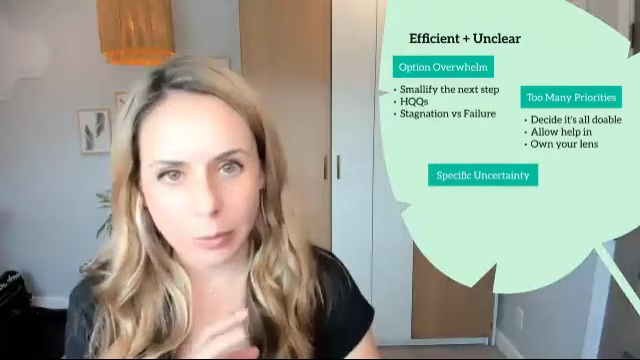 Efficient + Unclear
Option Overwhelm
• Smallify the next step
• HQQs
• Stagnation vs Failure
Too Many Priorities
• Decide it's all doable
• Allow help in
• Own your lens
Specific Uncertainty